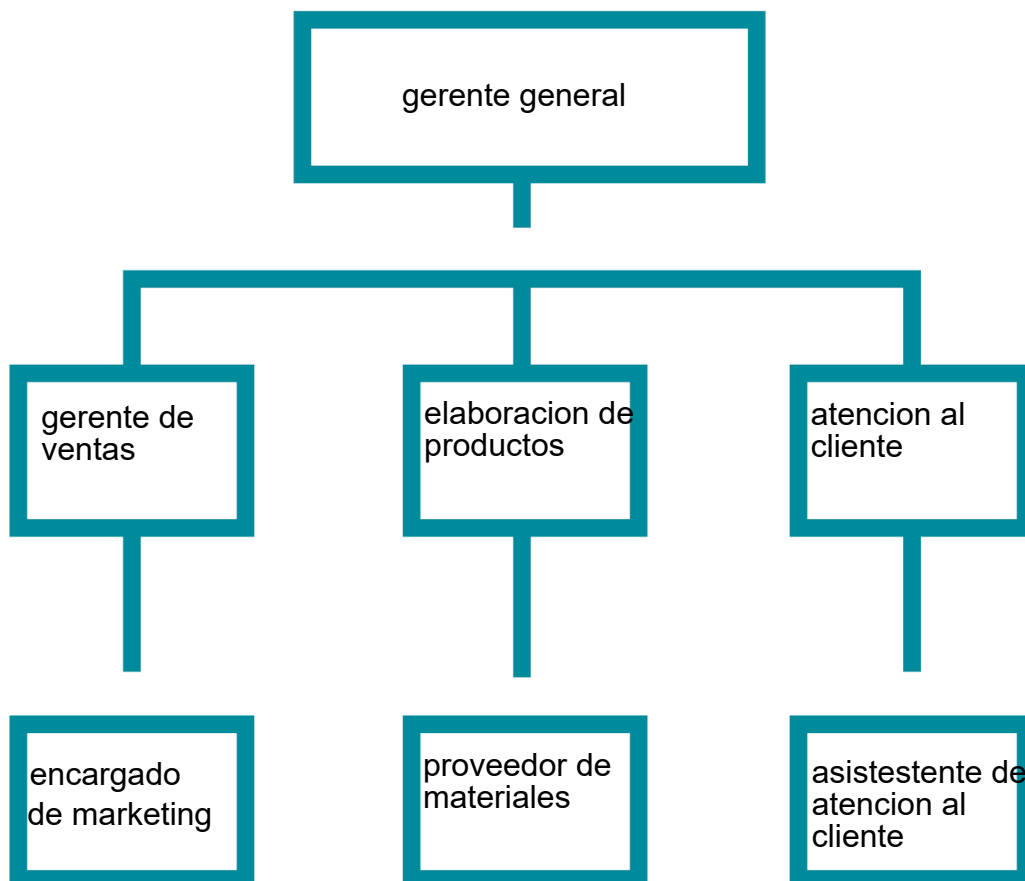 gerente general
gerente de
ventas
elaboracion de
productos
atencion al
cliente
encargado
de marketing
proveedor de
materiales
asistestente de
atencion al
cliente